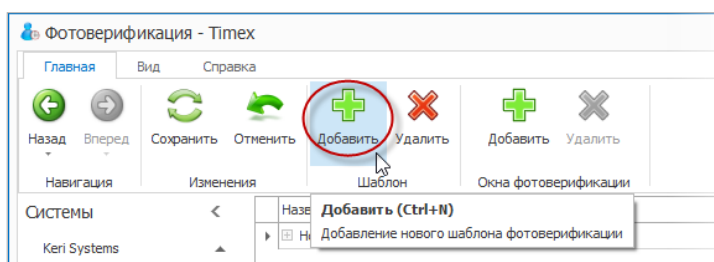 Фотоверификация - Timex
Главная Вид Справка
Назад Вперед Сохранить Отменить Добавить Удалить Добавить Удалить
Навигация Изменения Шаблон Окна фотоверификации
Системы
Keri Systems
Добавить (Ctrl+N)
Добавление нового шаблона фотоверификации